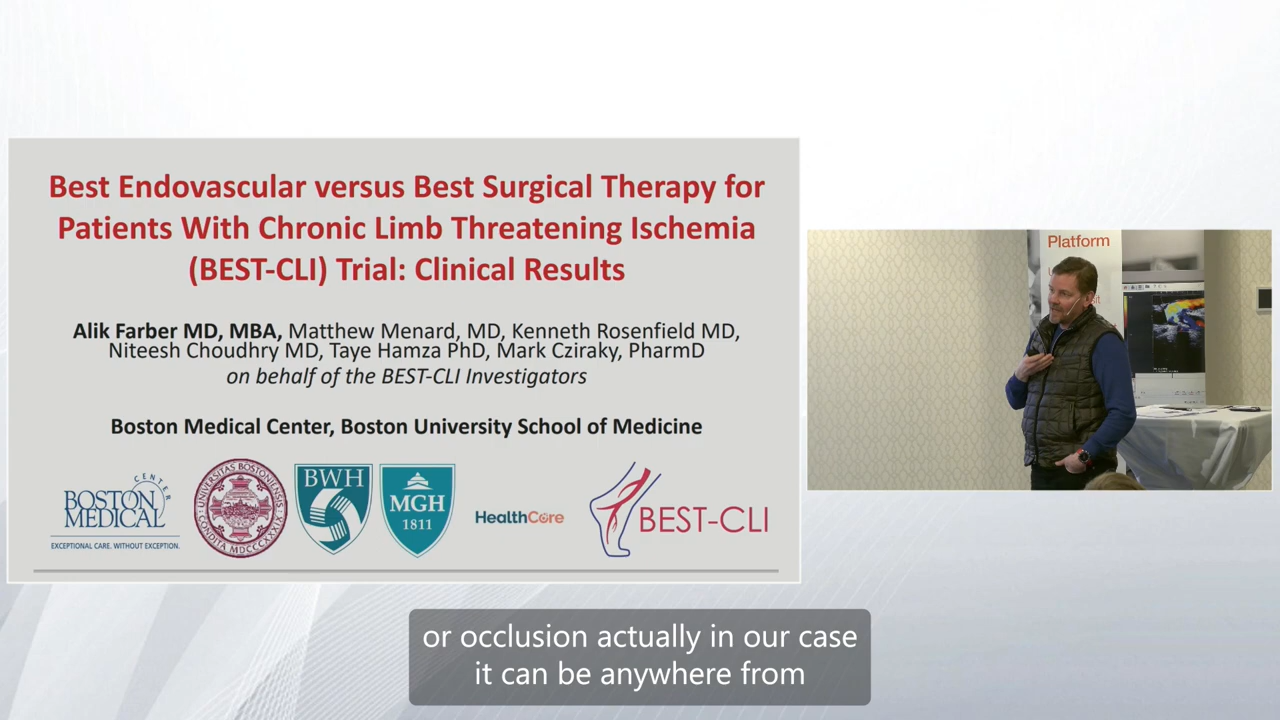 Best Endovascular versus Best Surgical Therapy for
Patients With Chronic Limb Threatening Ischemia
(BEST-CLI) Trial: Clinical Results
Alik Farber MD, MBA, Matthew Menard, MD, Kenneth Rosenfield MD,
Niteesh Choudhry MD, Taye Hamza PhD, Mark Cziraky, PharmD
on behalf of the BEST-CLI Investigators
Boston Medical Center, Boston University School of Medicine
BOSTON
MEDICAL
CENTER
EXCEPTIONAL CARE. WITHOUT EXCEPTION.
UNIVERSITAS BOSTONIENSIS
CONDITA MDCCCLXXXIX
BWH
MGH
1811
HealthCore
BEST-CLI
Platform
or occlusion actually in our case
it can be anywhere from